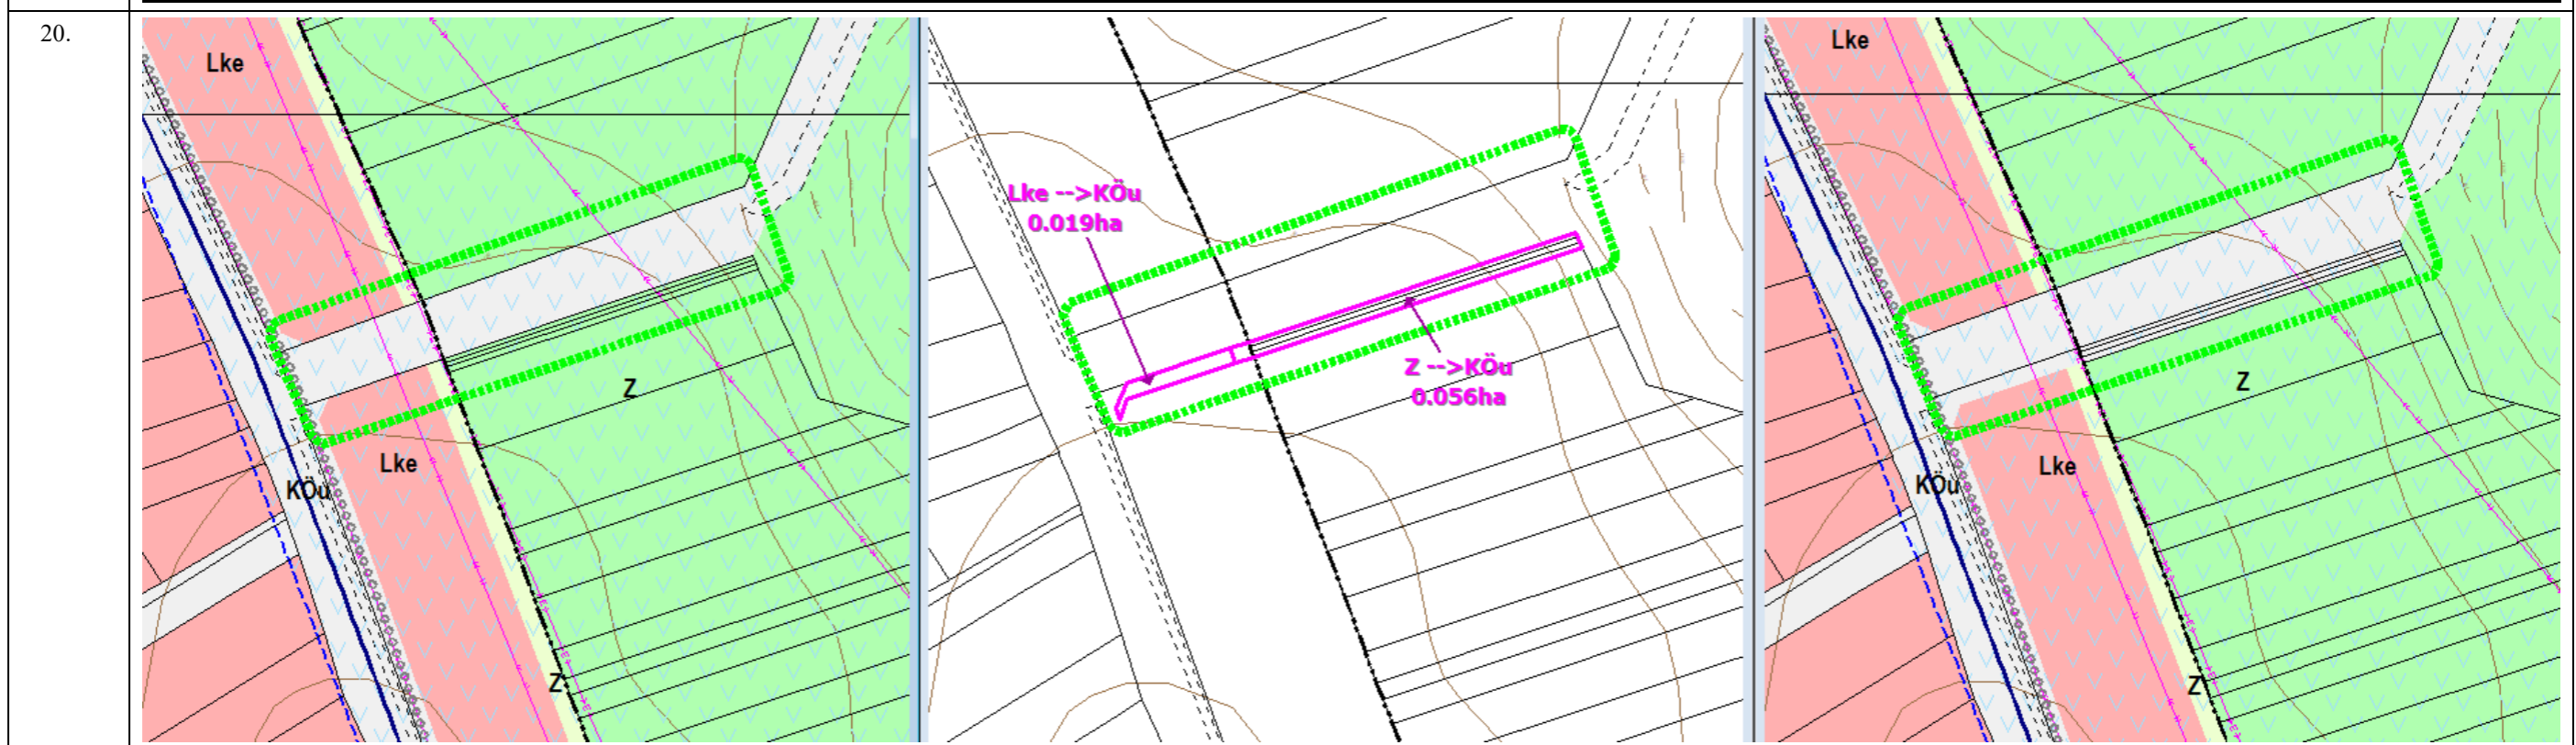 20.
Lke
Z
Lke
KÖu
Z
Lke -->KÖu
0.019ha
Z -->KÖu
0.056ha
Lke
Z
Lke
KÖu
Z